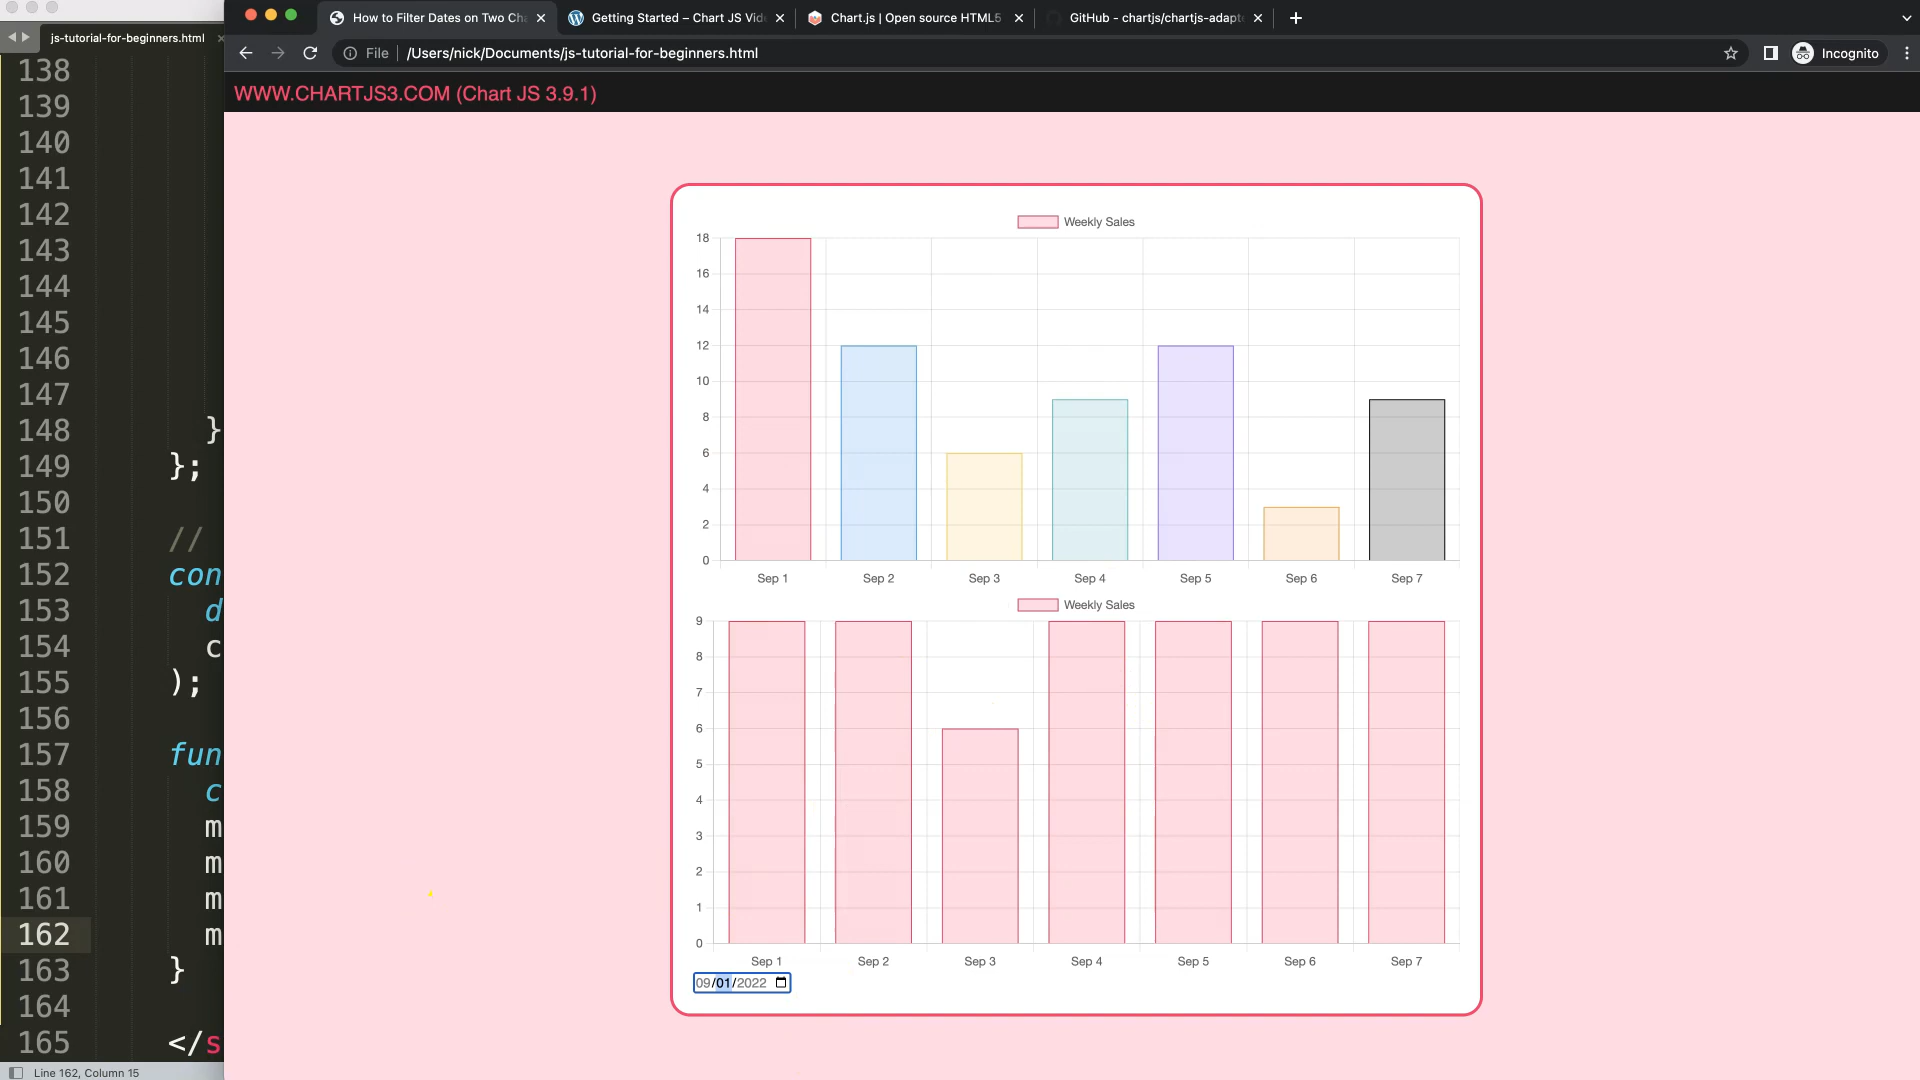 js-tutorial-for-beginners.html
138
139
140
141
142
143
144
145
146
147
148 }
149 };
150
151 //
152 con
153 d
154 c
155 );
156
157 fun
158 c
159 m
160 m
161 m
162 m
163 }
164
165 </s
Line 162, Column 15
How to Filter Dates on Two Cha
Getting Started – Chart JS Vide
Chart.js | Open source HTML5
GitHub - chartjs/chartjs-adapte
File
/Users/nick/Documents/js-tutorial-for-beginners.html
Incognito
WWW.CHARTJS3.COM (Chart JS 3.9.1)
Weekly Sales
18
16
14
12
10
8
6
4
2
0
Sep 1 Sep 2 Sep 3 Sep 4 Sep 5 Sep 6 Sep 7
Weekly Sales
9
8
7
6
5
4
3
2
1
0
Sep 1 Sep 2 Sep 3 Sep 4 Sep 5 Sep 6 Sep 7
09/01/2022